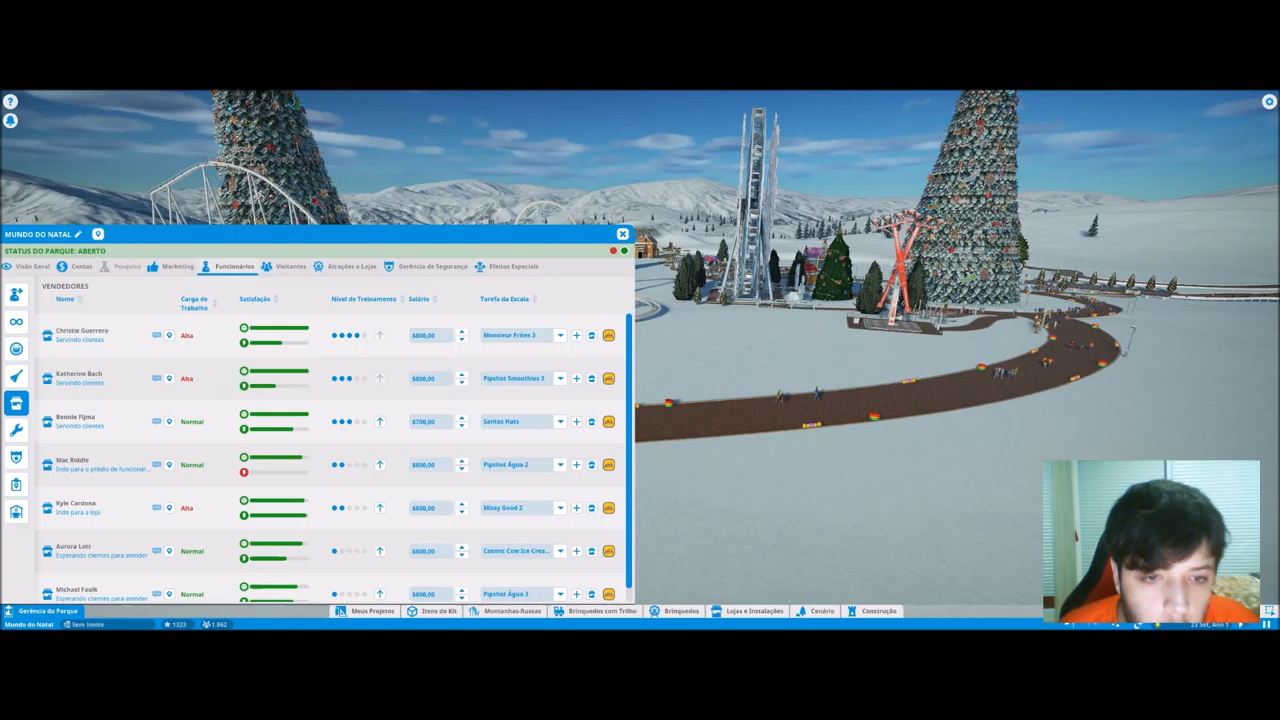 ?
MUNDO DO NATAL
STATUS DO PARQUE: ABERTO
Visão Geral Contas Pesquisa Marketing Funcionários Visitantes Atrações e Lojas Gerência de Segurança Efeitos Especiais
VENDEDORES
Nome Carga de Trabalho Satisfação Nível de Treinamento Salário Tarefa da Escala
Christie Guerrero Alta $800,00 Monsieur Frites 3
Servindo clientes
Katherine Bach Alta $800,00 Pipshot Smoothies 3
Servindo clientes
Bennie Fijma Normal $700,00 Santas Hats
Servindo clientes
Mac Riddle Normal $800,00 Pipshot Água 2
Indo para o prédio de funcionár...
Kyle Cardona Alta $800,00 Missy Good 2
Indo para a loja
Aurora Lott Normal $800,00 Cosmic Cow Ice Crea...
Esperando clientes para atender
Michael Faulk Normal $800,00 Pipshot Água 3
Esperando clientes para atender
Gerência do Parque Meus Projetos Itens do Kit Montanhas-Russas Brinquedos com Trilho Brinquedos Lojas e Instalações Cenário Construção
Mundo do Natal Sem limite 1323 1.862 23 Set, Ano 1